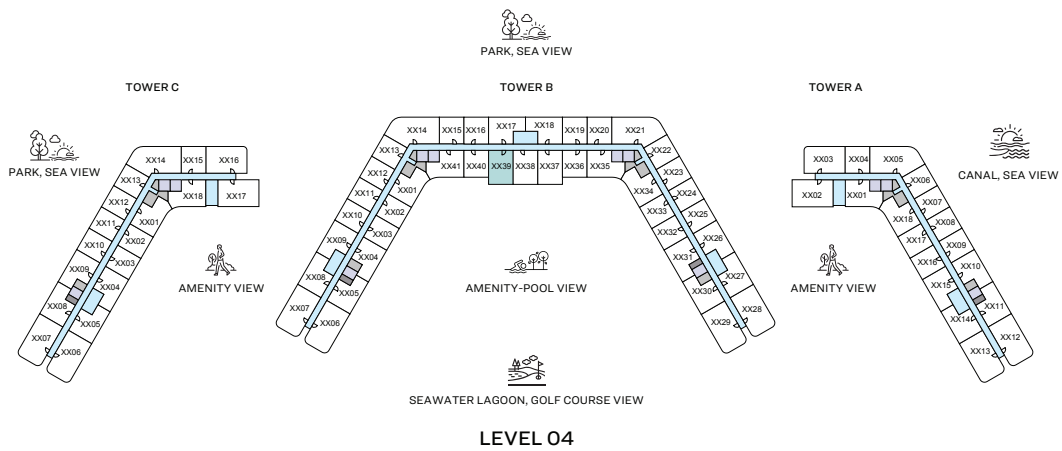 PARK, SEA VIEW
TOWER C
TOWER B
TOWER A
PARK, SEA VIEW
CANAL, SEA VIEW
XX14 XX15 XX16
XX13
XX18 XX17
XX12
XX01
XX11
XX02
XX10
XX03
XX09
XX04
XX08
XX05
XX07
XX06
AMENITY VIEW
XX14 XX15 XX16 XX17 XX18 XX19 XX20 XX21
XX13
XX41 XX40 XX39 XX38 XX37 XX36 XX35
XX22
XX12
XX01
XX34
XX23
XX11
XX02
XX33
XX24
XX10
XX03
XX32
XX25
XX09
XX04
XX31
XX26
XX08
XX05
XX30
XX27
XX07
XX06
XX29
XX28
AMENITY-POOL VIEW
XX03 XX04 XX05
XX02 XX01
XX06
XX18
XX07
XX17
XX08
XX16
XX09
XX15
XX10
XX14
XX11
XX13
XX12
AMENITY VIEW
SEAWATER LAGOON, GOLF COURSE VIEW
LEVEL 04